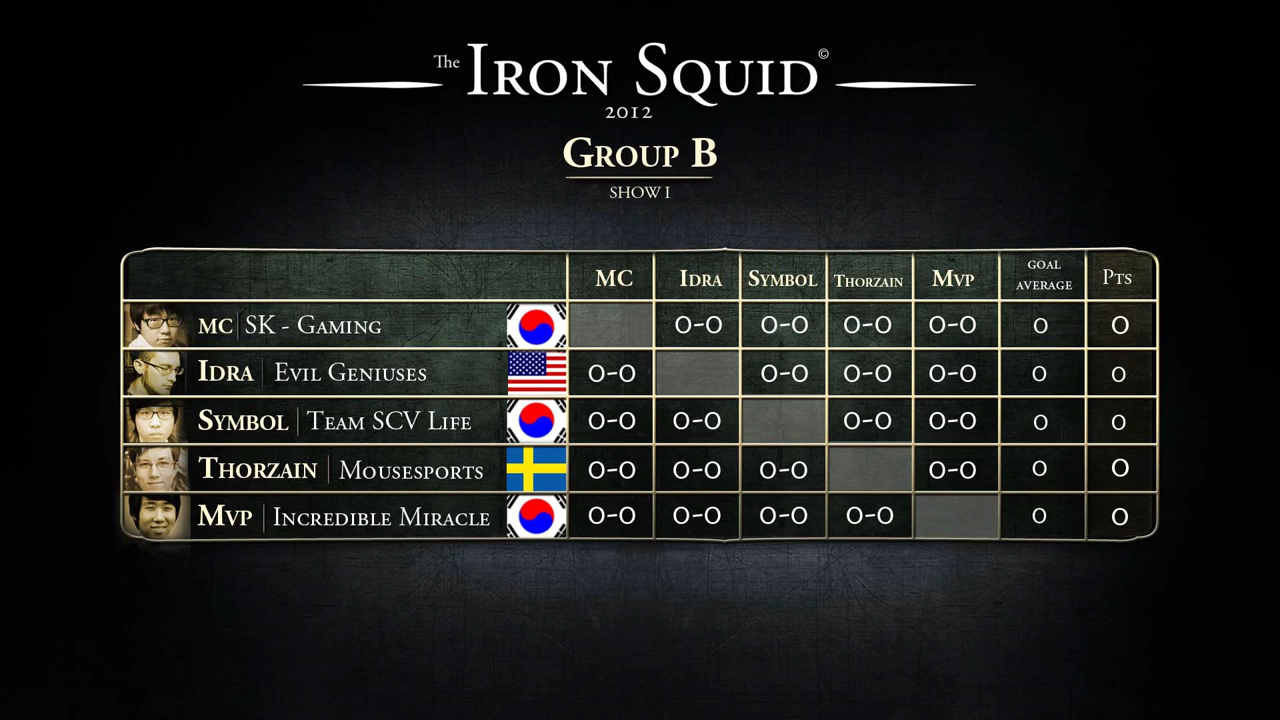 The Iron Squid©
2012
Group B
SHOW I
MC Idra Symbol Thorzain Mvp GOAL AVERAGE Pts
MC | SK - Gaming 0-0 0-0 0-0 0-0 0 0
Idra | Evil Geniuses 0-0 0-0 0-0 0-0 0 0
Symbol | Team SCV Life 0-0 0-0 0-0 0-0 0 0
Thorzain | Mousesports 0-0 0-0 0-0 0-0 0 0
Mvp | Incredible Miracle 0-0 0-0 0-0 0-0 0 0